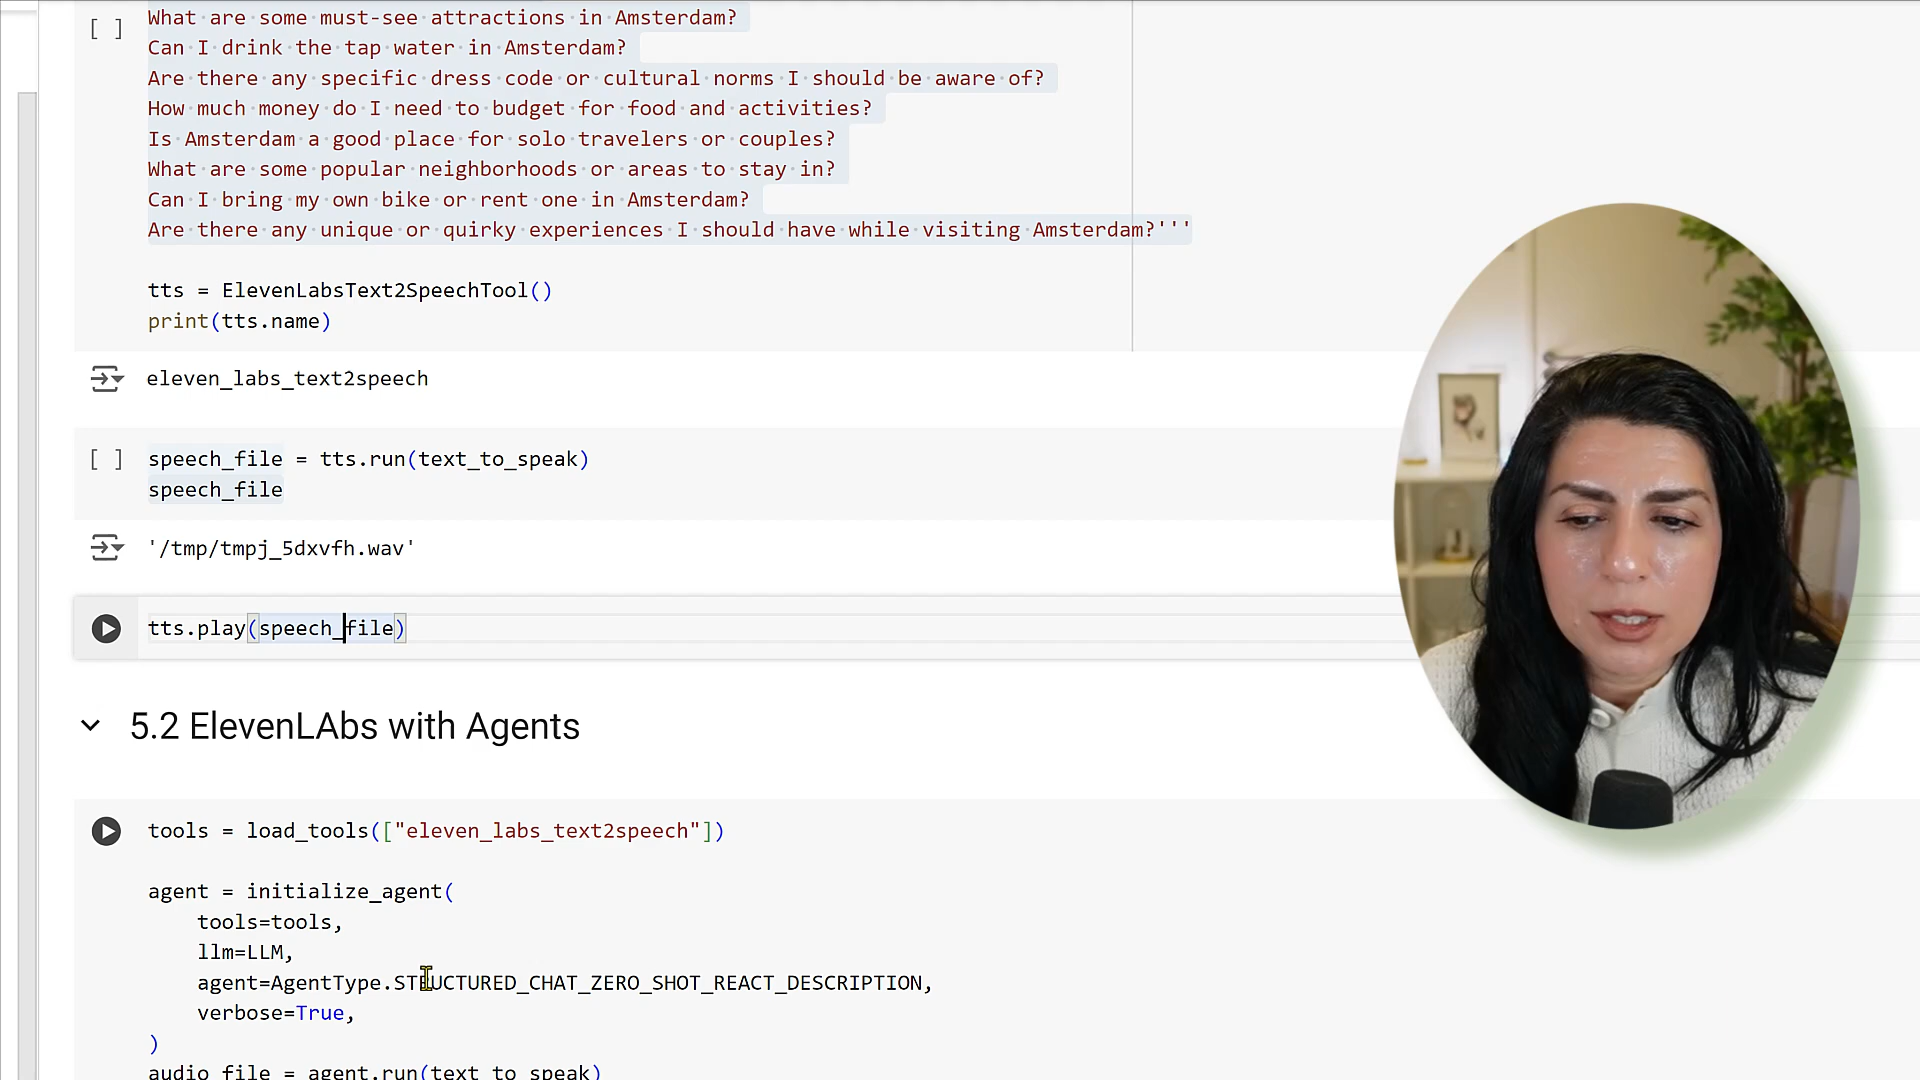 What are some must-see attractions in Amsterdam?
[ ]
Can I drink the tap water in Amsterdam?
Are there any specific dress code or cultural norms I should be aware of?
How much money do I need to budget for food and activities?
Is Amsterdam a good place for solo travelers or couples?
What are some popular neighborhoods or areas to stay in?
Can I bring my own bike or rent one in Amsterdam?
Are there any unique or quirky experiences I should have while visiting Amsterdam?'''
tts = ElevenLabsText2SpeechTool()
print(tts.name)
eleven_labs_text2speech
[ ] speech_file = tts.run(text_to_speak)
speech_file
'/tmp/tmpj_5dxvfh.wav'
tts.play(speech_file)
5.2 ElevenLAbs with Agents
tools = load_tools(["eleven_labs_text2speech"])
agent = initialize_agent(
tools=tools,
llm=LLM,
agent=AgentType.STRUCTURED_CHAT_ZERO_SHOT_REACT_DESCRIPTION,
verbose=True,
)
audio_file = agent.run(text_to_speak)